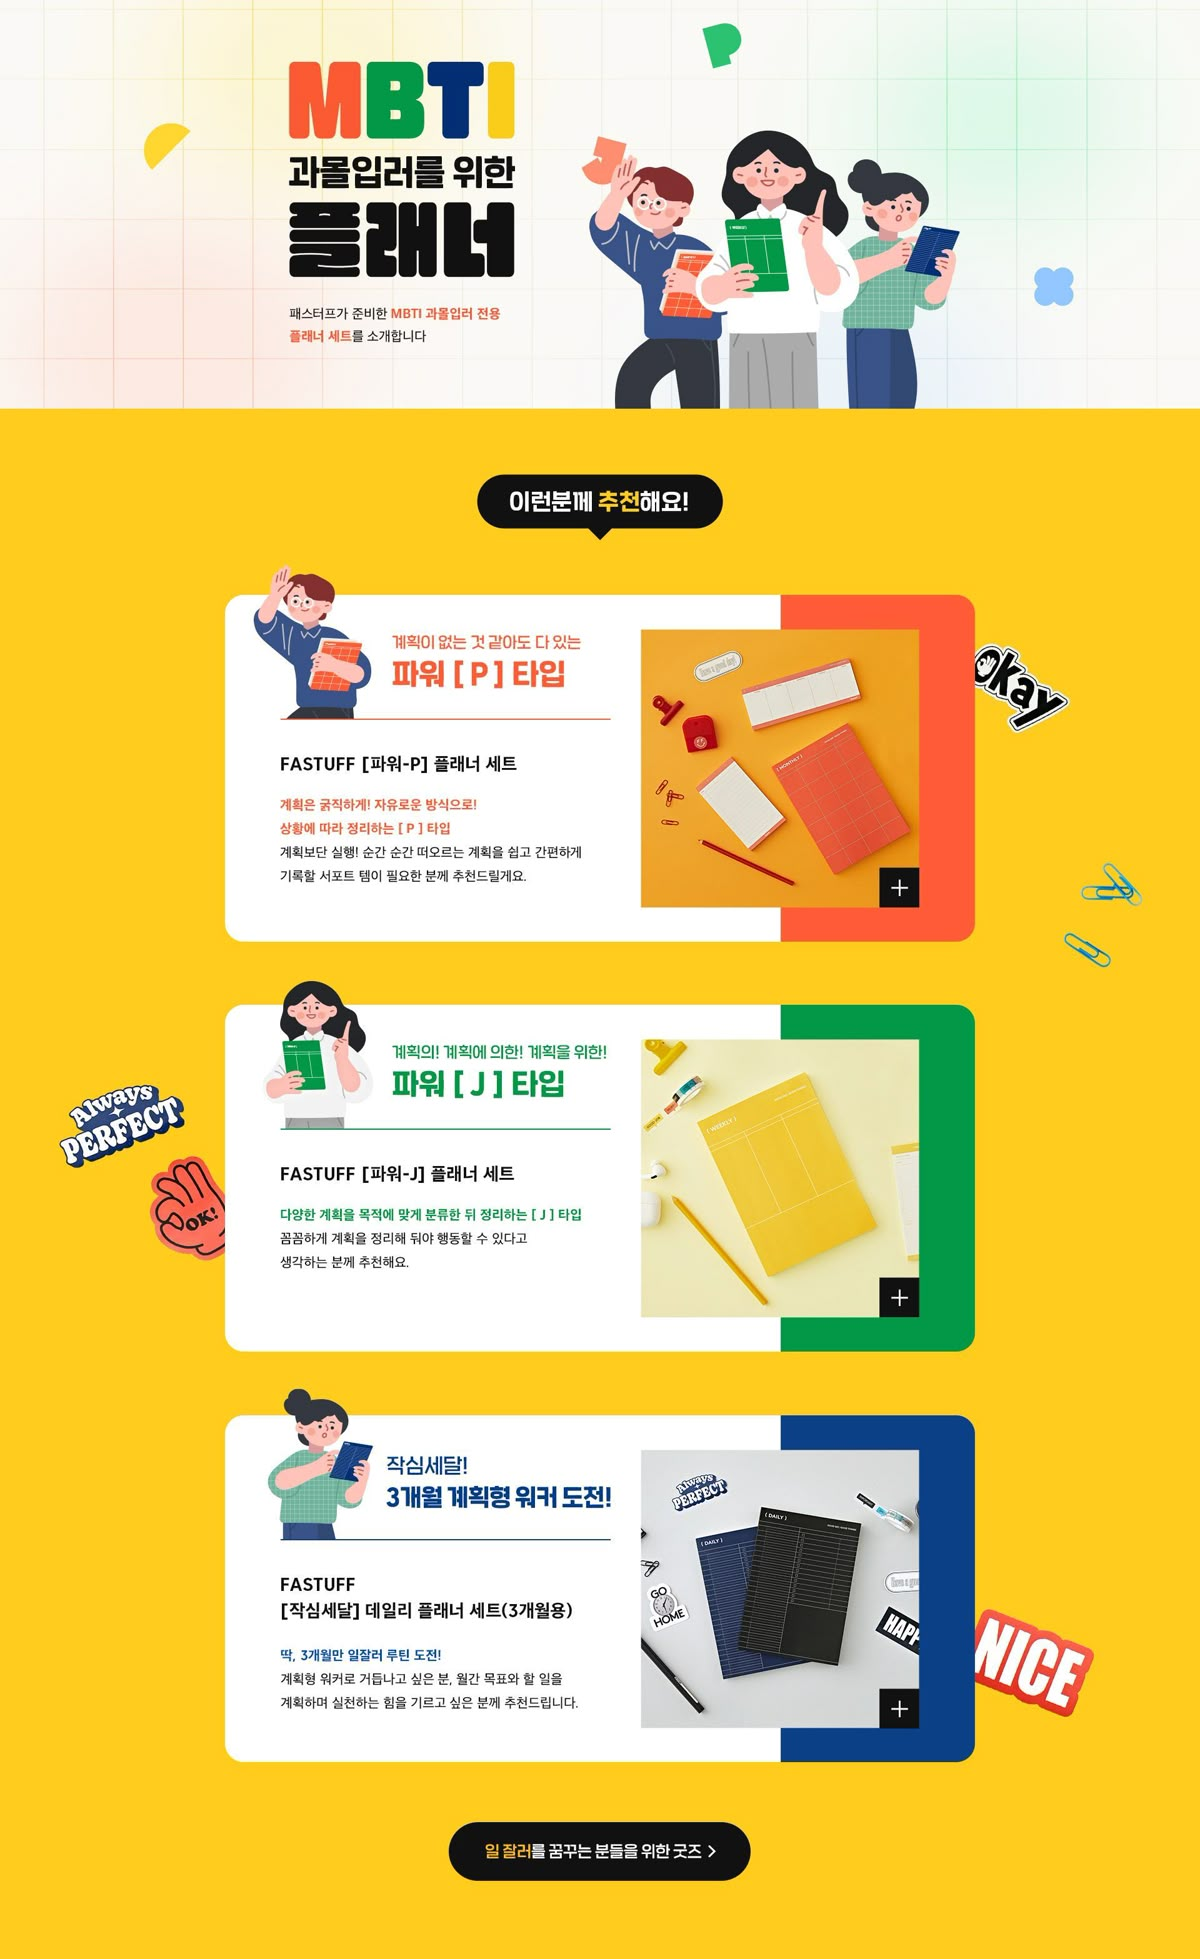 MBTI
과몰입러를 위한
플래너
패스터프가 준비한 MBTI 과몰입러 전용
플래너 세트를 소개합니다
이런분께 추천해요!
계획이 없는 것 같아도 다 있는
파워 [ P ] 타입
FASTUFF [파워-P] 플래너 세트
계획은 굵직하게! 자유로운 방식으로!
상황에 따라 정리하는 [ P ] 타입
계획보단 실행! 순간 순간 떠오르는 계획을 쉽고 간편하게
기록할 서포트 템이 필요한 분께 추천드릴게요.
( MONTHLY )
Okay
계획의! 계획에 의한! 계획을 위한!
파워 [ J ] 타입
FASTUFF [파워-J] 플래너 세트
다양한 계획을 목적에 맞게 분류한 뒤 정리하는 [ J ] 타입
꼼꼼하게 계획을 정리해 둬야 행동할 수 있다고
생각하는 분께 추천해요.
( WEEKLY )
Always
PERFECT
OK!
작심세달!
3개월 계획형 워커 도전!
FASTUFF
[작심세달] 데일리 플래너 세트(3개월용)
딱, 3개월만 일잘러 루틴 도전!
계획형 워커로 거듭나고 싶은 분, 월간 목표와 할 일을
계획하며 실천하는 힘을 기르고 싶은 분께 추천드립니다.
Always
PERFECT
( DAILY )
( DAILY )
GO
HOME
HAPP
NICE
일 잘러를 꿈꾸는 분들을 위한 굿즈 >